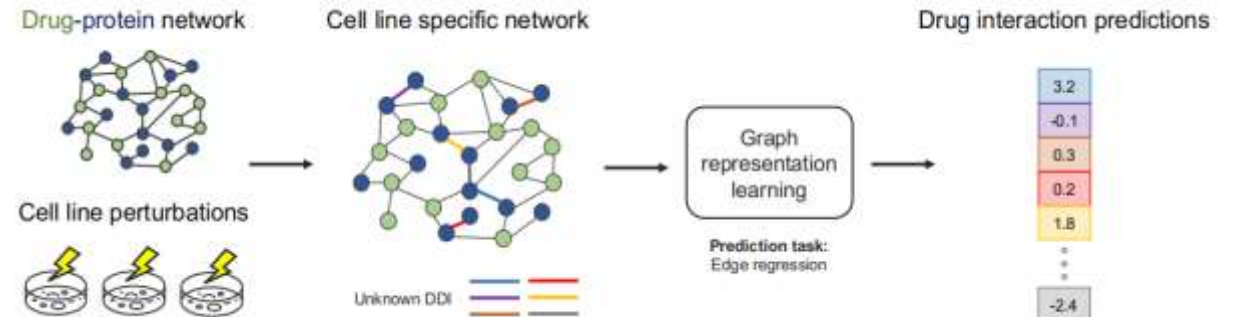 Drug-protein network
Cell line specific network
Drug interaction predictions
Cell line perturbations
Unknown DDI
Graph
representation
learning
Prediction task:
Edge regression
3.2
-0.1
0.3
0.2
1.8
-2.4